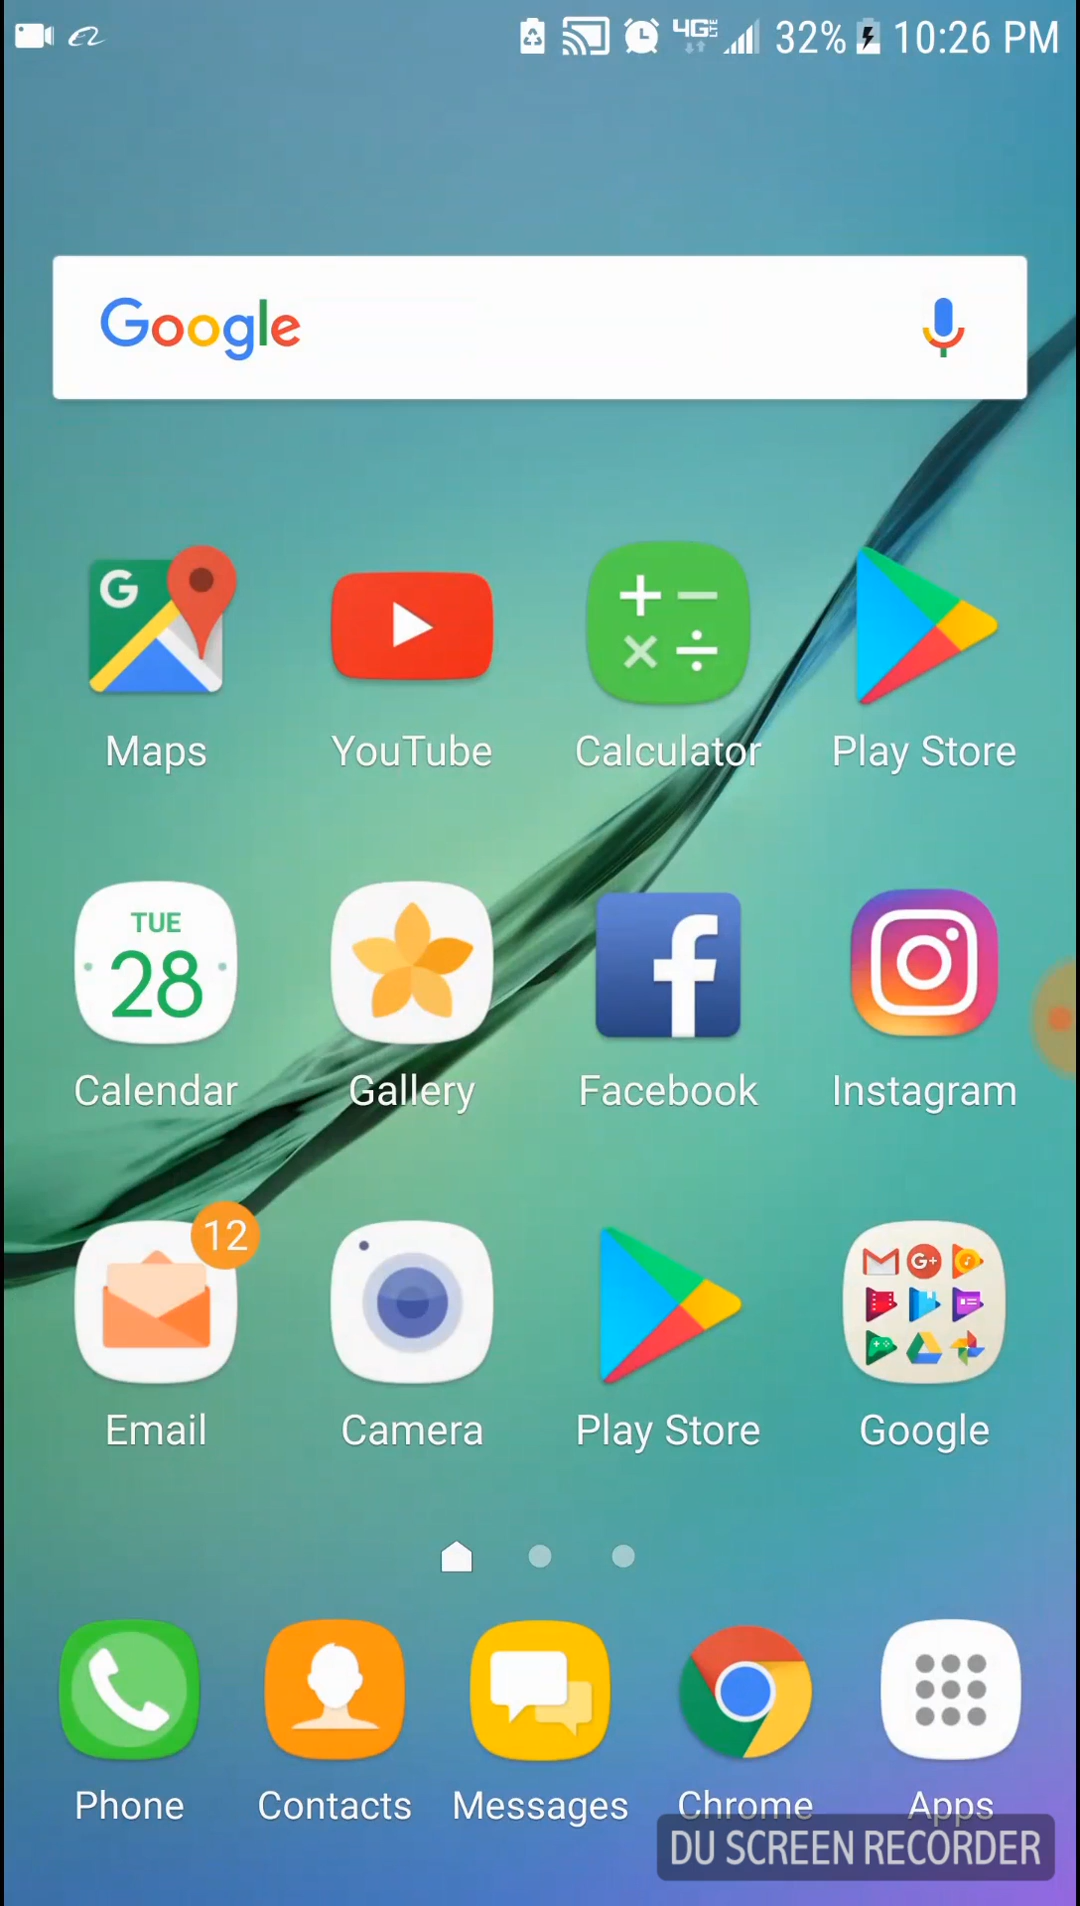 4G LTE 32% 10:26 PM
Google
G
Maps YouTube Calculator Play Store
TUE
28
Calendar Gallery Facebook Instagram
12
G+
Email Camera Play Store Google
Phone Contacts Messages Chrome Apps
DU SCREEN RECORDER